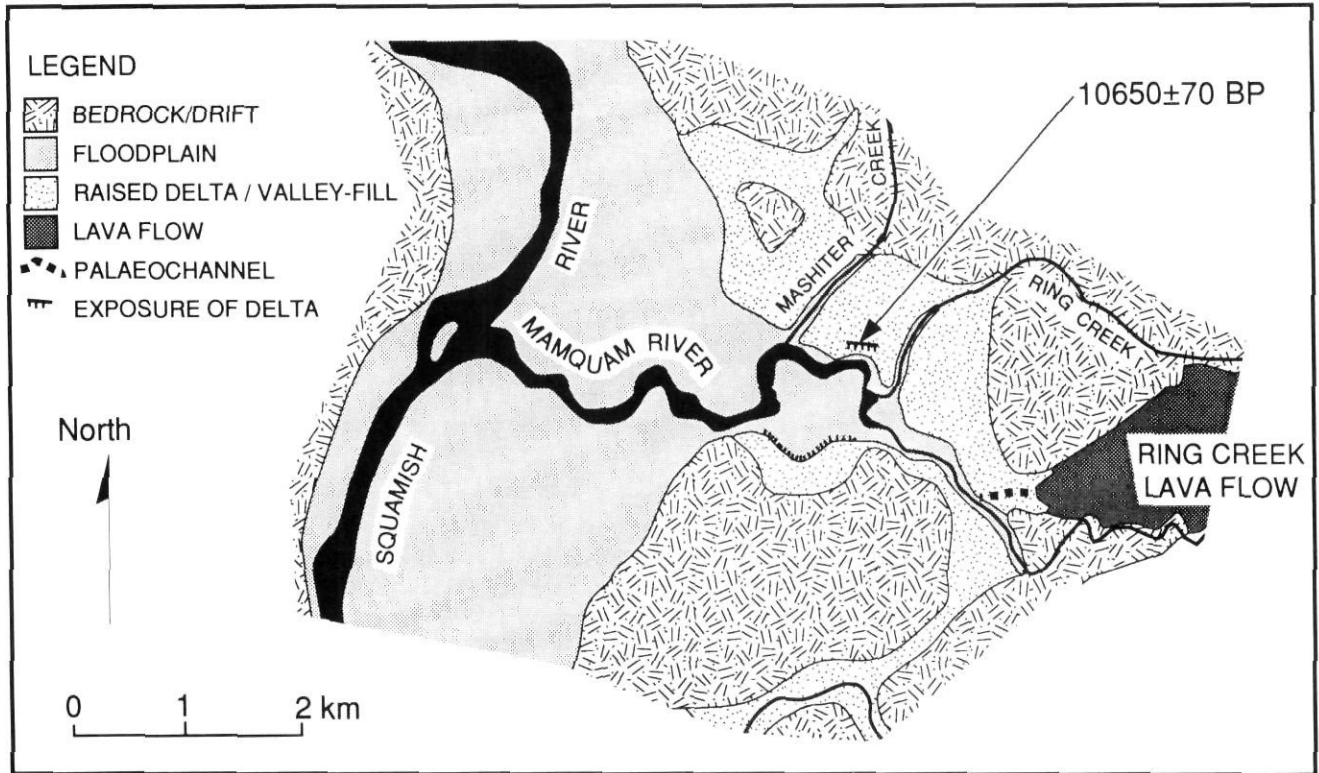 LEGEND
BEDROCK/DRIFT
FLOODPLAIN
RAISED DELTA / VALLEY-FILL
LAVA FLOW
PALAEOCHANNEL
EXPOSURE OF DELTA
10650±70 BP
CREEK
MASHITER
RIVER
RING CREEK
MAMQUAM RIVER
North
SQUAMISH
RING CREEK
LAVA FLOW
0 1 2 km